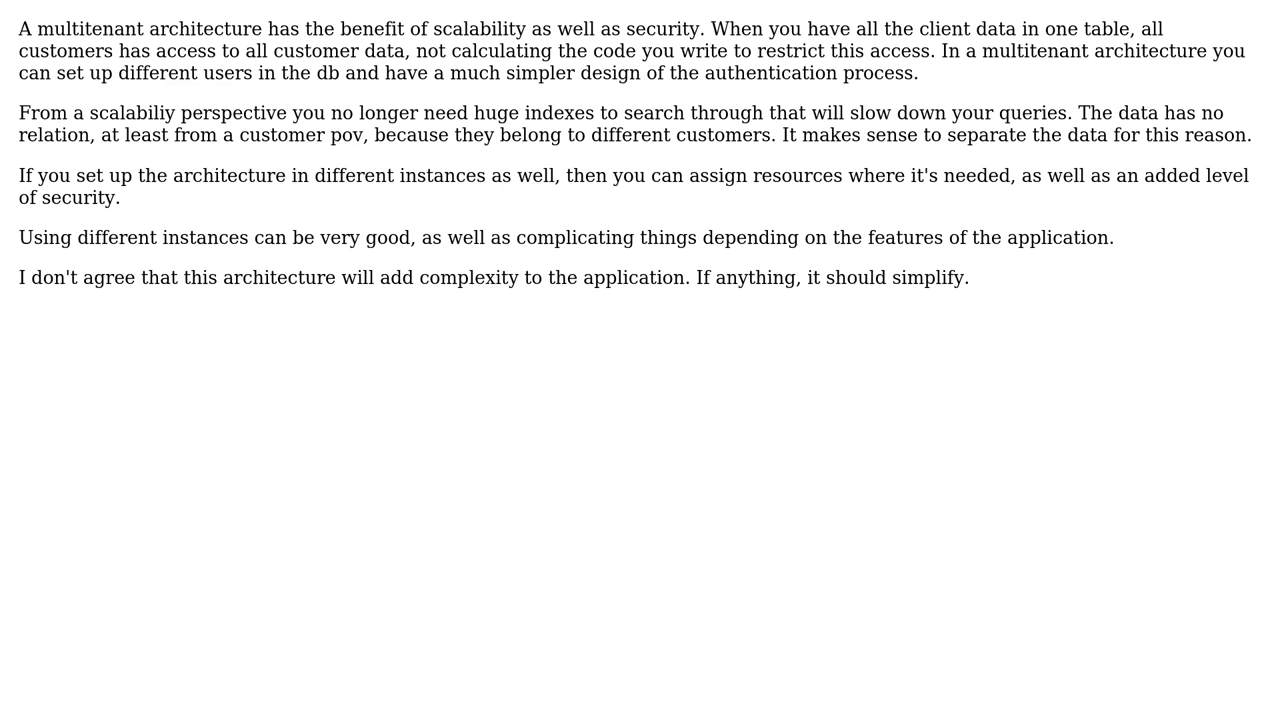 A multitenant architecture has the benefit of scalability as well as security. When you have all the client data in one table, all
customers has access to all customer data, not calculating the code you write to restrict this access. In a multitenant architecture you
can set up different users in the db and have a much simpler design of the authentication process.
From a scalabiliy perspective you no longer need huge indexes to search through that will slow down your queries. The data has no
relation, at least from a customer pov, because they belong to different customers. It makes sense to separate the data for this reason.
If you set up the architecture in different instances as well, then you can assign resources where it's needed, as well as an added level
of security.
Using different instances can be very good, as well as complicating things depending on the features of the application.
I don't agree that this architecture will add complexity to the application. If anything, it should simplify.